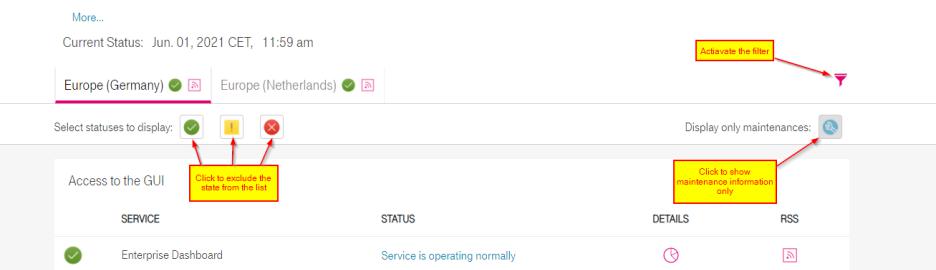 More...
Current Status: Jun. 01, 2021 CET, 11:59 am
Actiavate the filter
Europe (Germany) Europe (Netherlands)
Select statuses to display: Display only maintenances:
Click to exclude the
state from the list
Click to show
maintenance information
only
Access to the GUI
SERVICE STATUS DETAILS RSS
Enterprise Dashboard Service is operating normally